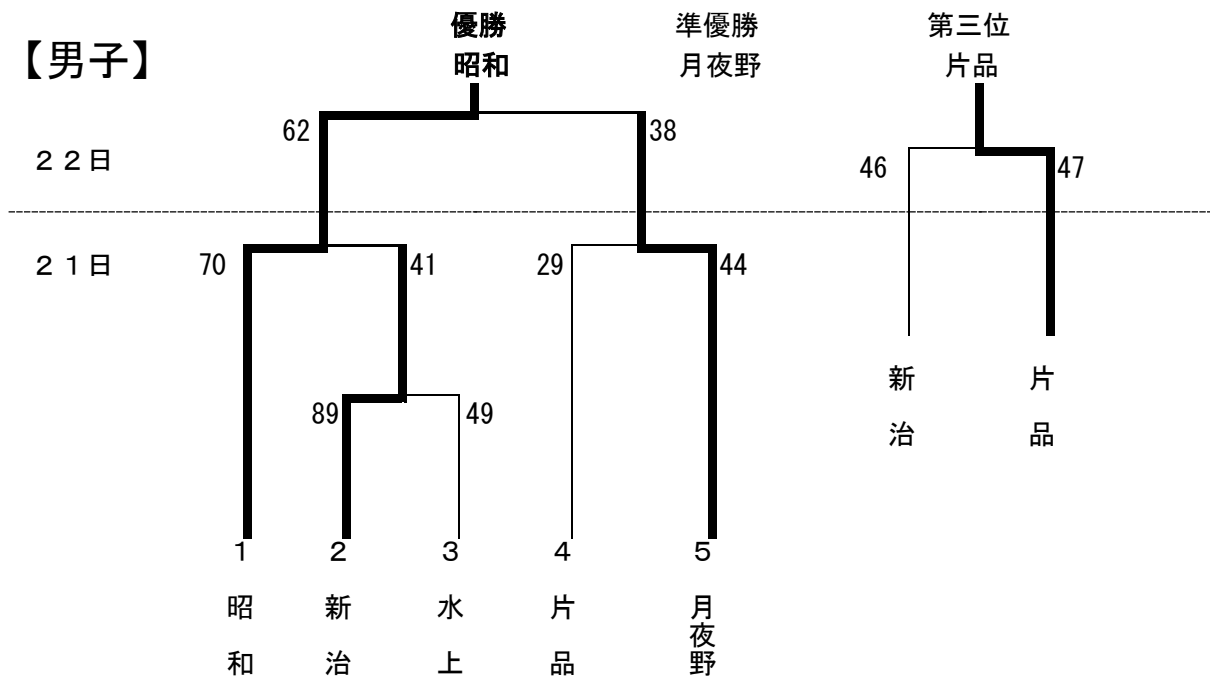 【男子】
優勝
昭和
準優勝
月夜野
第三位
片品
２２日
62
38
46
47
２１日
70
41
29
44
89
49
新治
片品
1
2
3
4
5
昭和
新治
水上
片品
月夜野